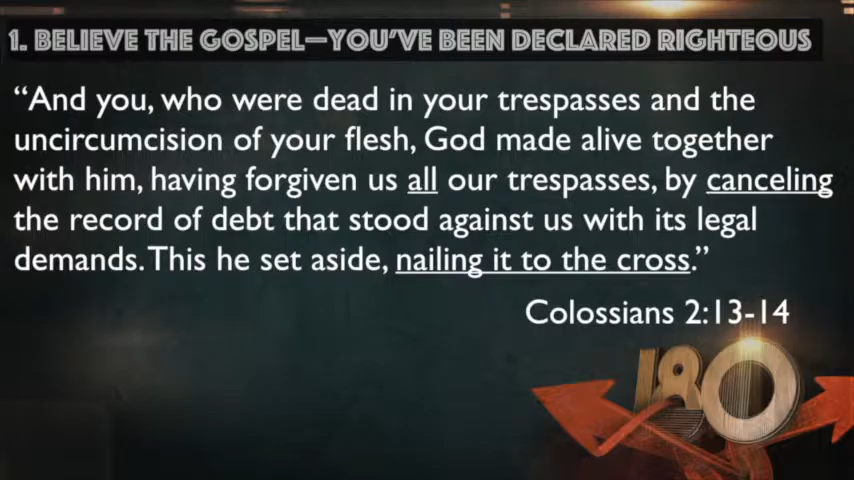 1. BELIEVE THE GOSPEL—YOU'VE BEEN DECLARED RIGHTEOUS
“And you, who were dead in your trespasses and the
uncircumcision of your flesh, God made alive together
with him, having forgiven us all our trespasses, by canceling
the record of debt that stood against us with its legal
demands. This he set aside, nailing it to the cross.”
Colossians 2:13-14
180